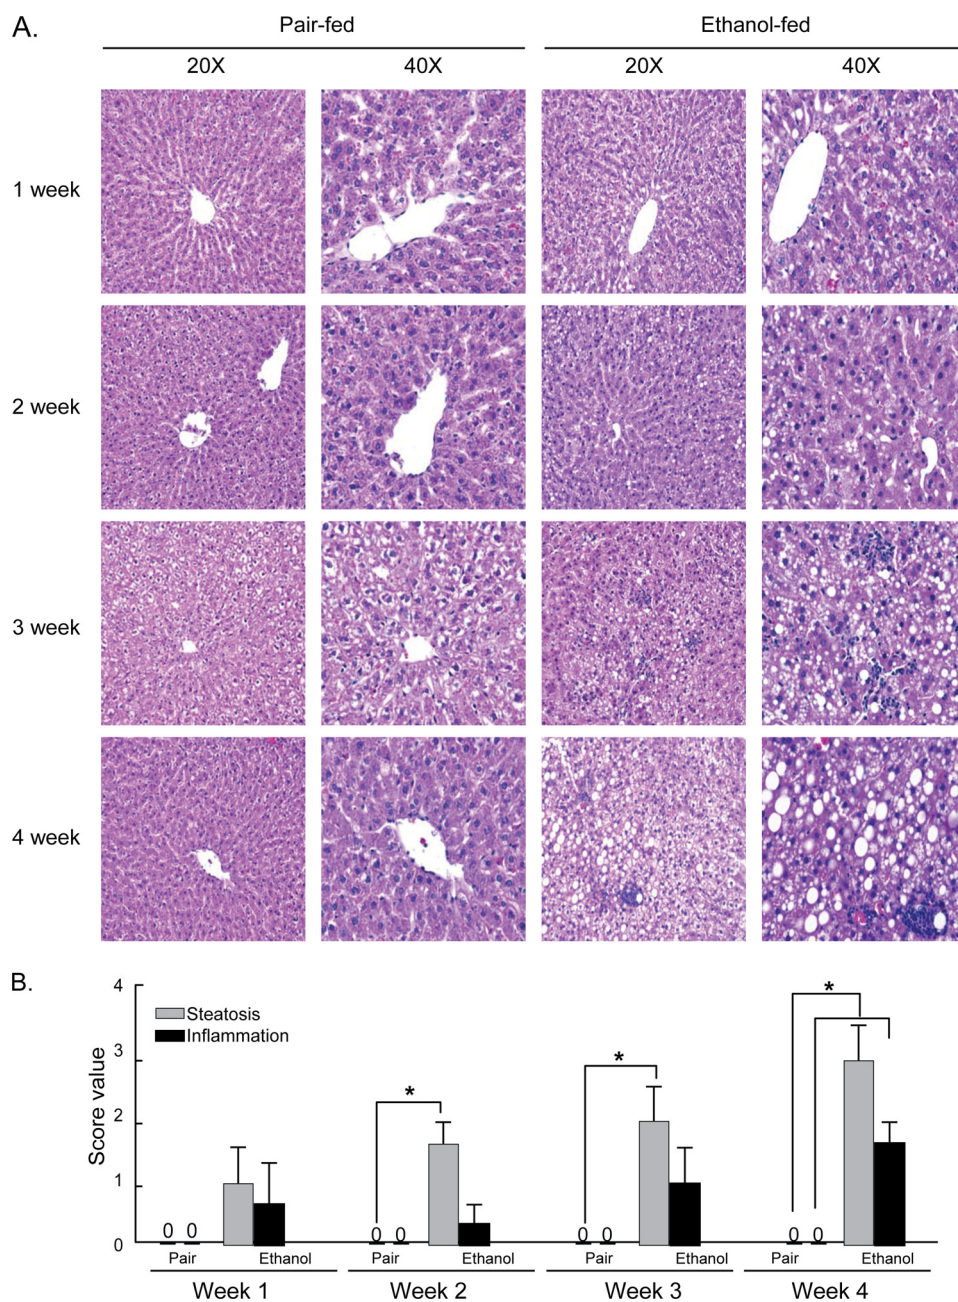 A.
Pair-fed Ethanol-fed
20X 40X 20X 40X
1 week
2 week
3 week
4 week
B.
Score value
4
3
2
1
0
Steatosis
Inflammation
*
*
*
0 0 0 0 0 0 0 0
Pair Ethanol Pair Ethanol Pair Ethanol Pair Ethanol
Week 1 Week 2 Week 3 Week 4